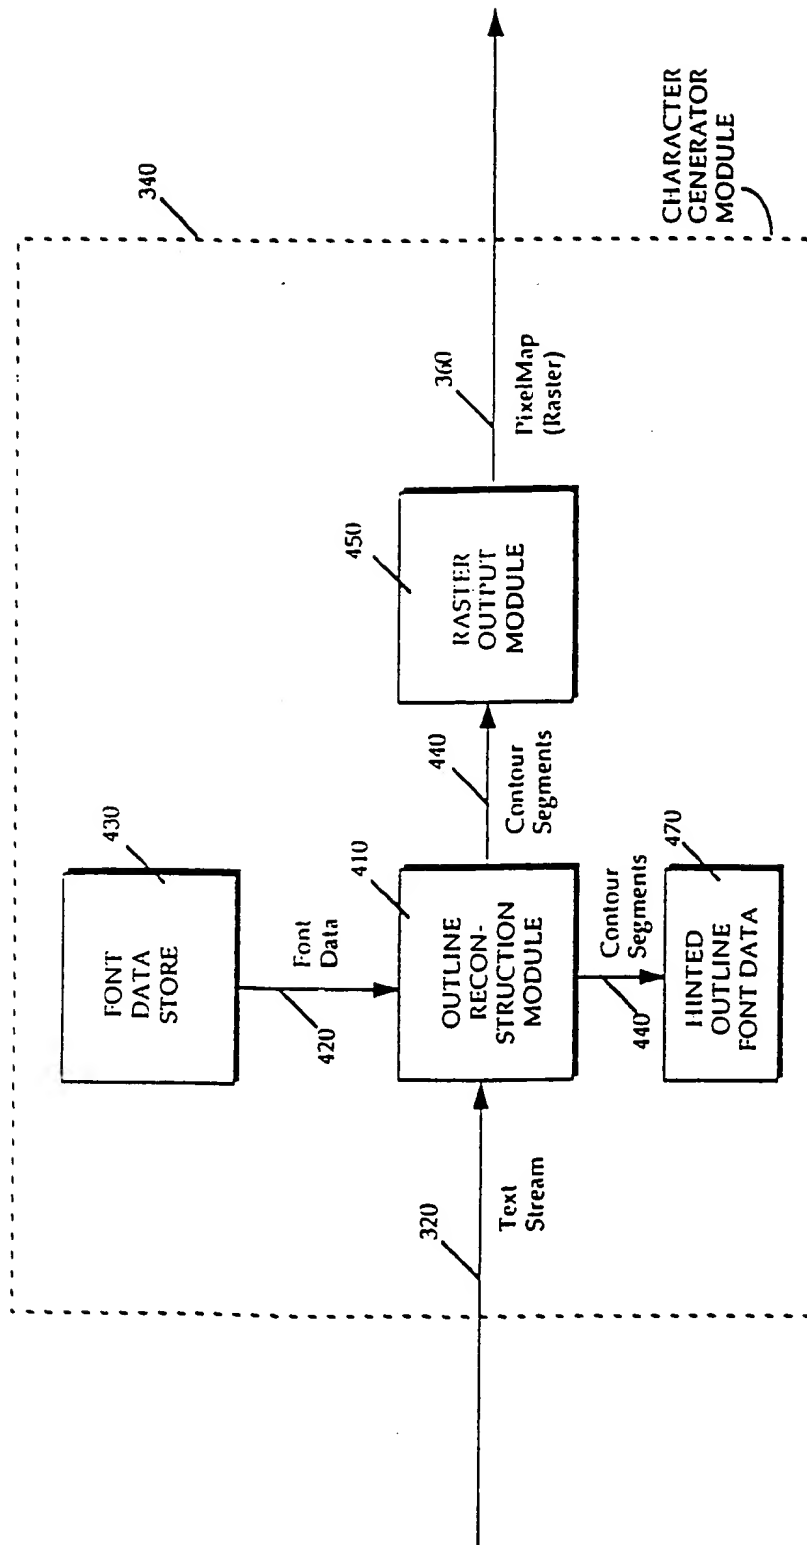 340
CHARACTER
GENERATOR
MODULE
430
FONT
DATA
STORE
420
Font
Data
320
Text
Stream
410
OUTLINE
RECON-
STRUCTION
MODULE
440
Contour
Segments
450
RASTER
OUTPUT
MODULE
360
PixelMap
(Raster)
440
Contour
Segments
470
HINTED
OUTLINE
FONT DATA